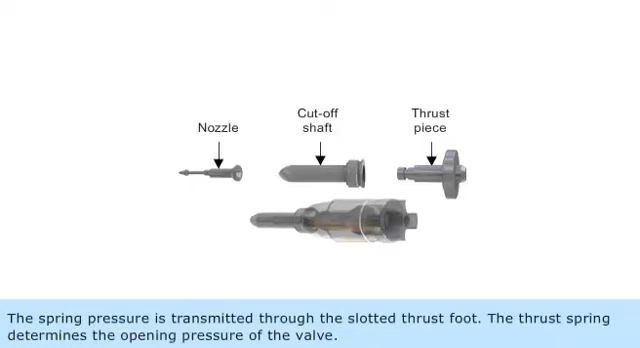 Cut-off
shaft
Thrust
piece
Nozzle
The spring pressure is transmitted through the slotted thrust foot. The thrust spring
determines the opening pressure of the valve.